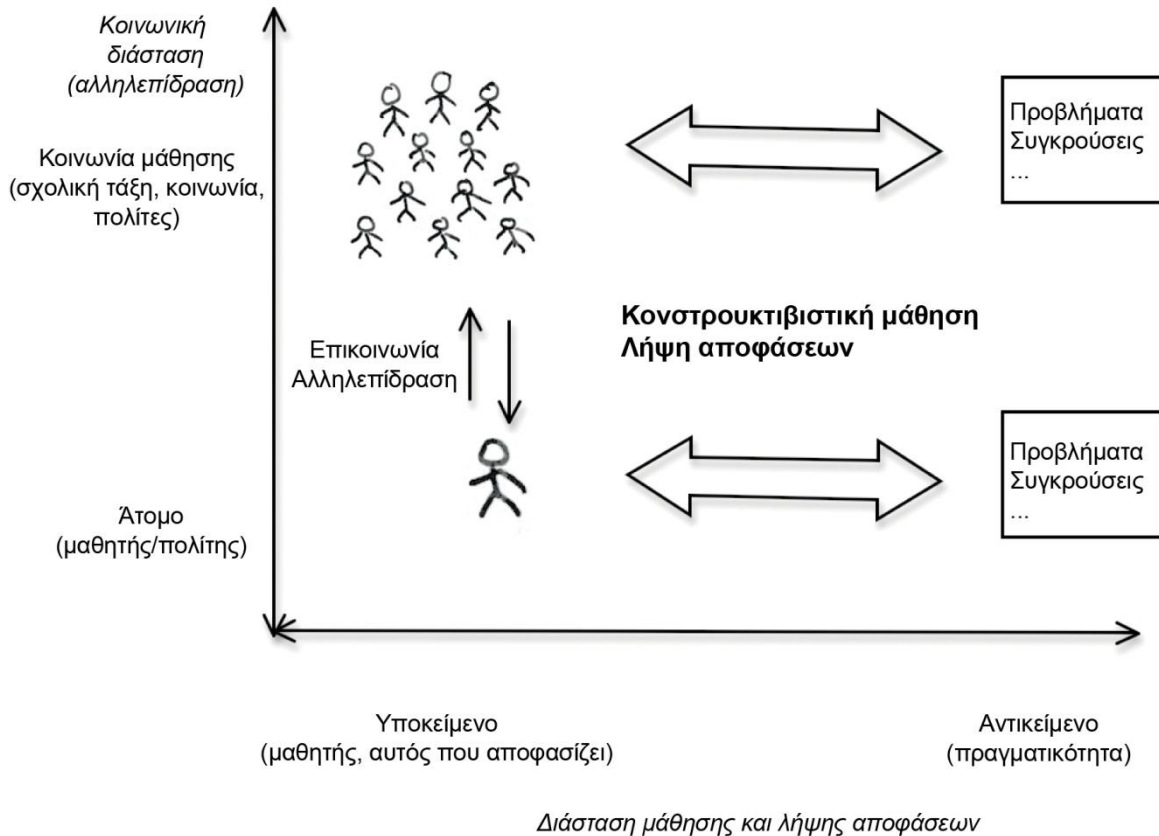 Κοινωνική
διάσταση
(αλληλεπίδραση)
Κοινωνία μάθησης
(σχολική τάξη, κοινωνία,
πολίτες)
Προβλήματα
Συγκρούσεις
...
Κονστρουκτιβιστική μάθηση
Λήψη αποφάσεων
Επικοινωνία
Αλληλεπίδραση
Άτομο
(μαθητής/πολίτης)
Προβλήματα
Συγκρούσεις
...
Υποκείμενο
(μαθητής, αυτός που αποφασίζει)
Αντικείμενο
(πραγματικότητα)
Διάσταση μάθησης και λήψης αποφάσεων